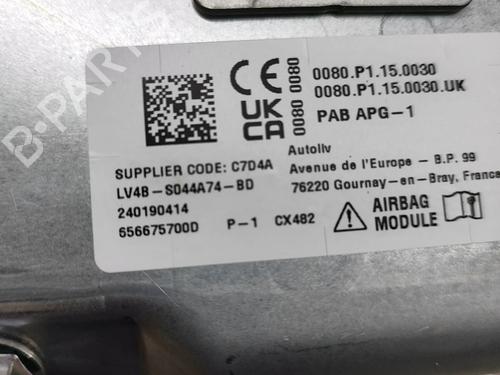 CE 0080 0080.P1.15.0030
UK CA 0080 0080.P1.15.0030.UK
PAB APG-1
Autoliv
SUPPLIER CODE: C7D4A Avenue de l'Europe - B.P. 99
LV4B-S044A74-BD 76220 Gournay-en-Bray, France
240190414
656675700D P-1 CX482 AIRBAG
MODULE
B-PARTS